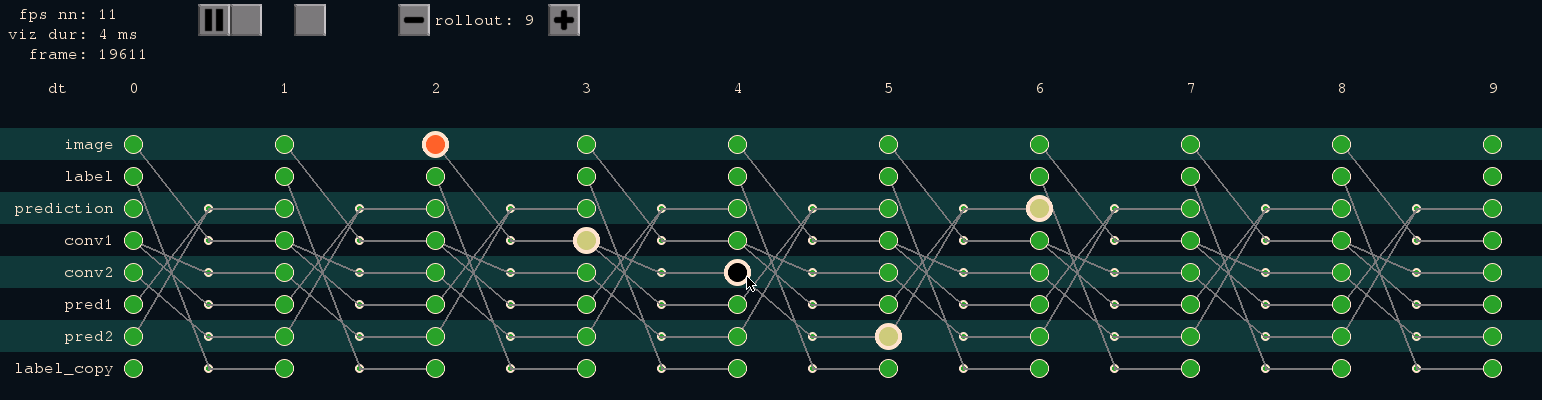 fps nn: 11
viz dur: 4 ms
frame: 19611
rollout: 9
dt 0 1 2 3 4 5 6 7 8 9
image
label
prediction
conv1
conv2
pred1
pred2
label_copy